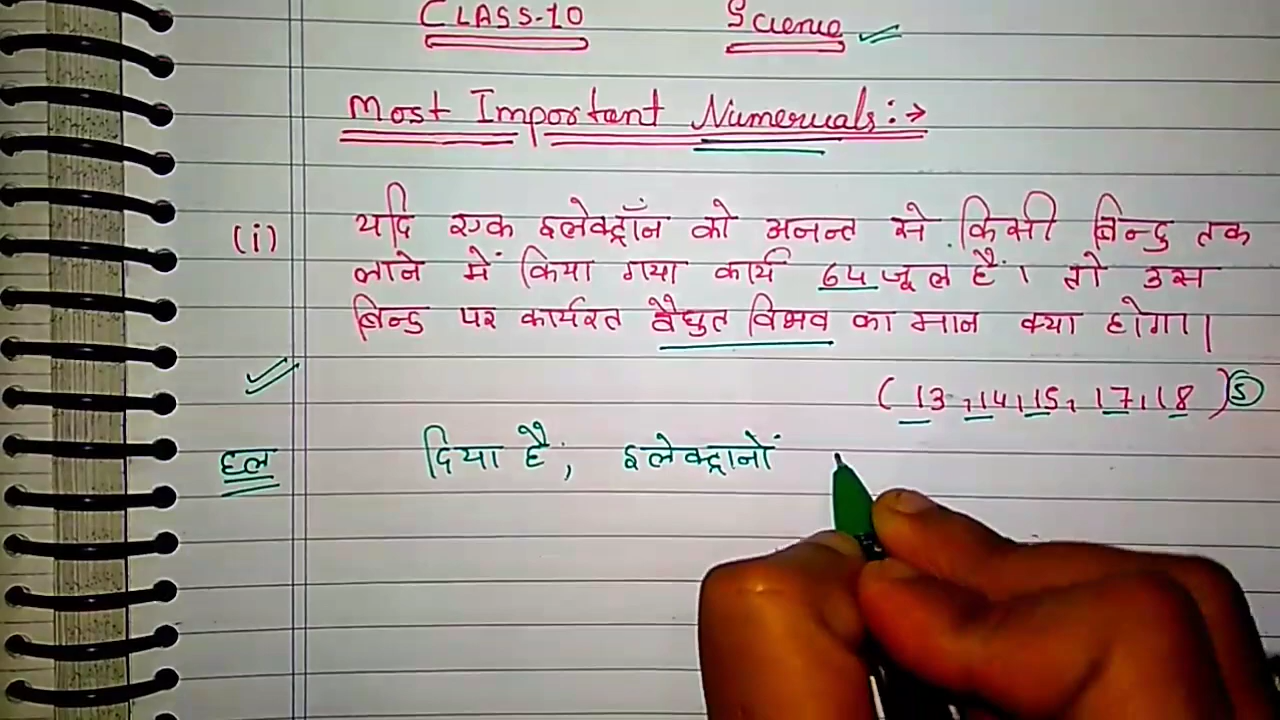 CLASS-10 Science
Most Important Numericals:→
(i) यदि एक इलेक्ट्रॉन को अनन्त से किसी बिन्दु तक
लाने में किया गया कार्य 64 जूल है। तो उस
बिन्दु पर कार्यरत वैद्युत विभव का मान क्या होगा।
(13, 14, 15, 17, 18) 5
हल दिया है, इलेक्ट्रानों